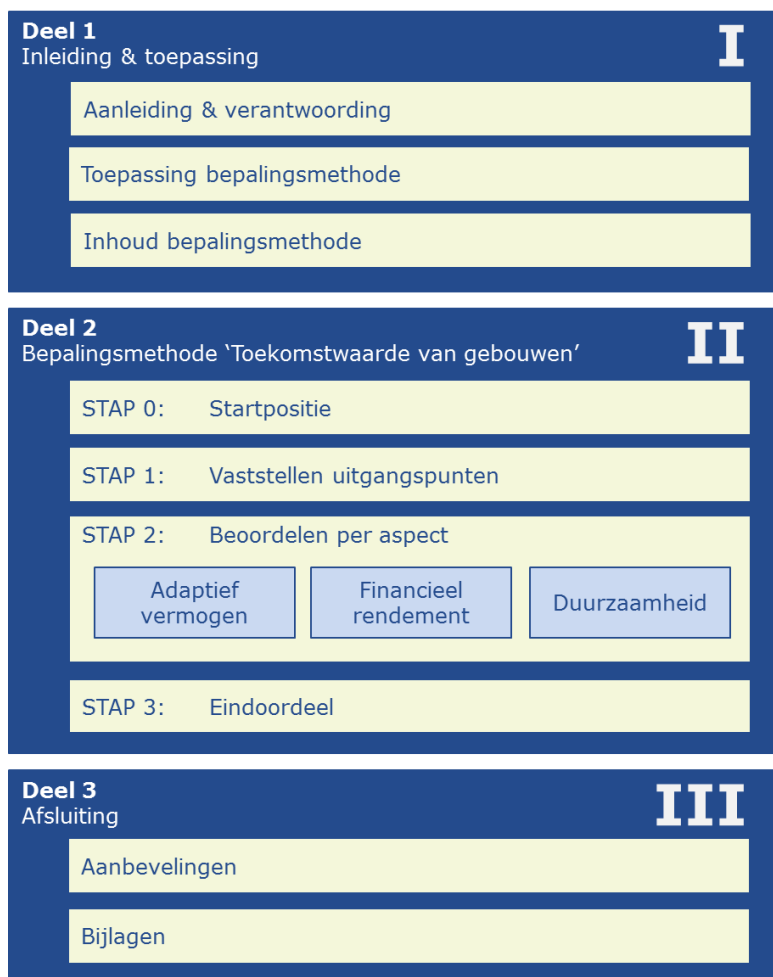 Deel 1
I
Inleiding & toepassing
Aanleiding & verantwoording
Toepassing bepalingsmethode
Inhoud bepalingsmethode
Deel 2
II
Bepalingsmethode ‘Toekomstwaarde van gebouwen’
STAP 0: Startpositie
STAP 1: Vaststellen uitgangspunten
STAP 2: Beoordelen per aspect
Adaptief
vermogen
Financieel
rendement
Duurzaamheid
STAP 3: Eindoordeel
Deel 3
III
Afsluiting
Aanbevelingen
Bijlagen